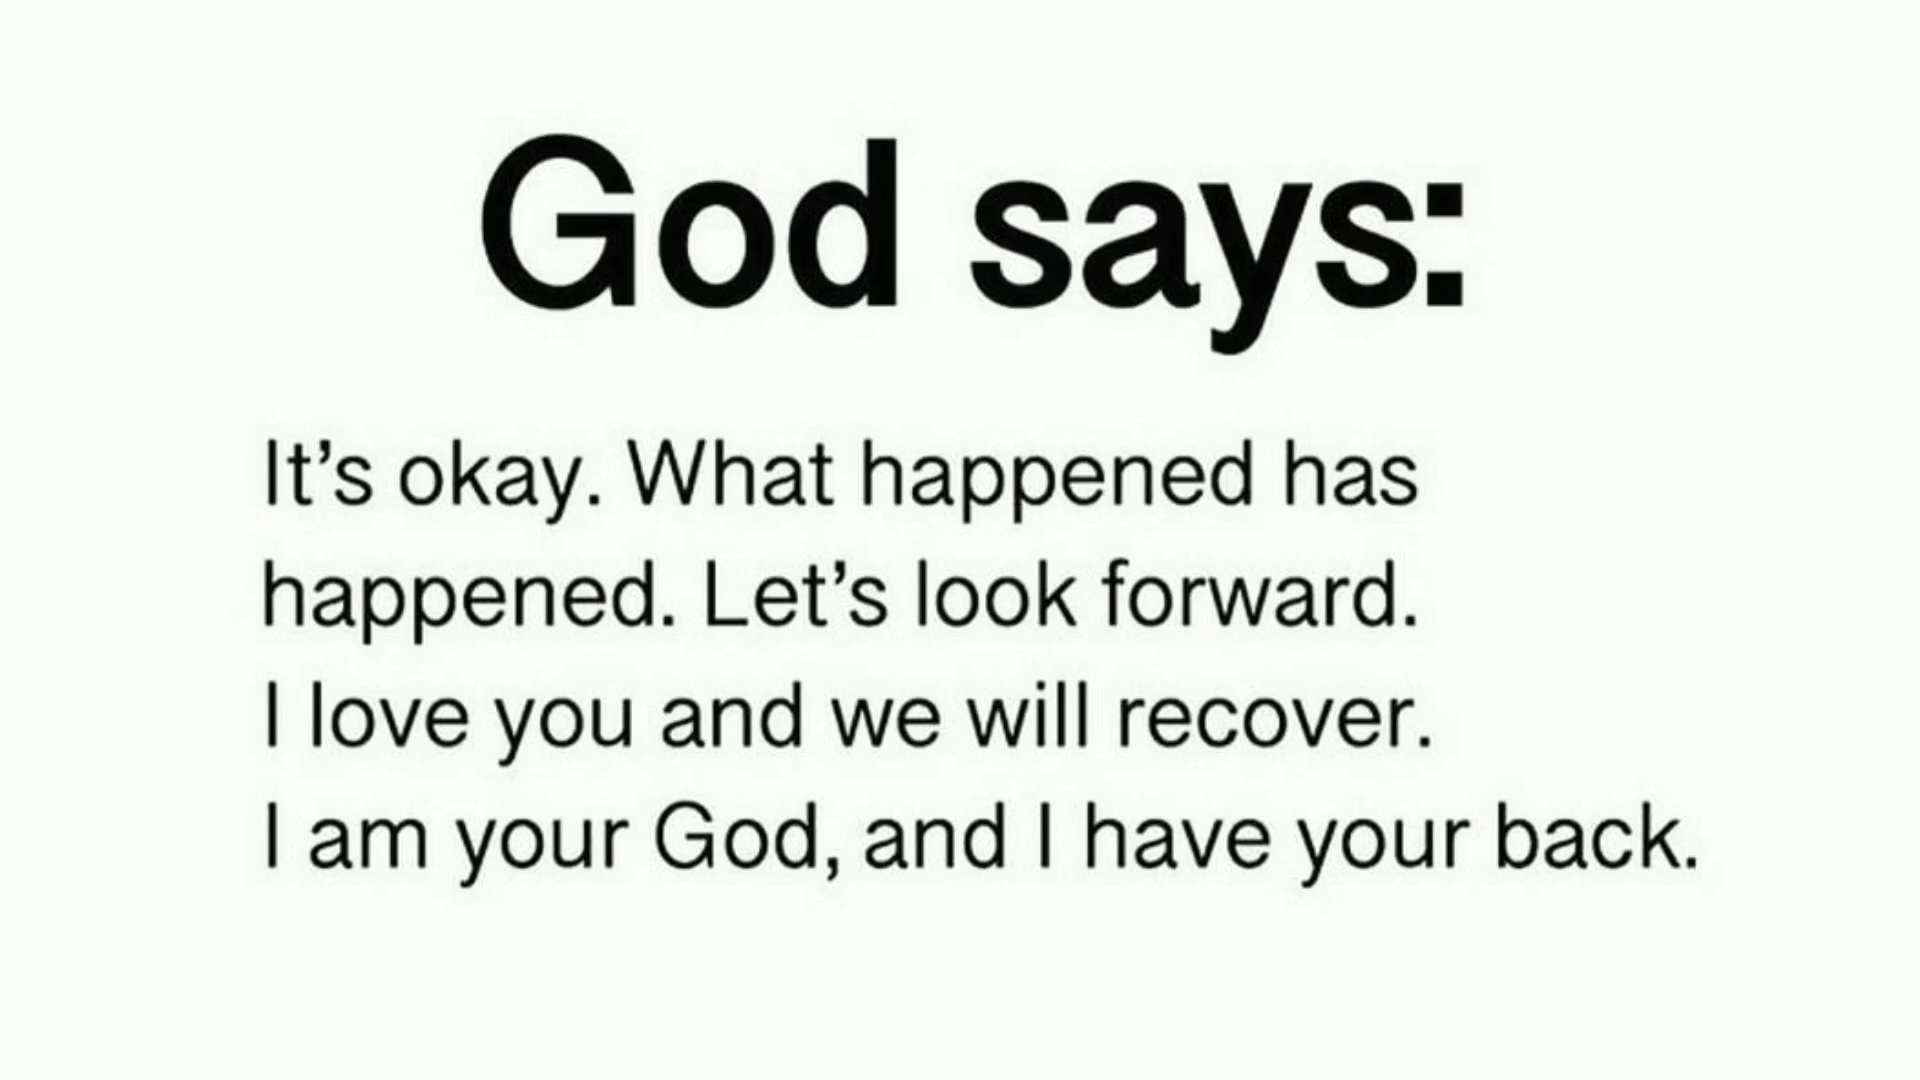 God says:
It’s okay. What happened has
happened. Let’s look forward.
I love you and we will recover.
I am your God, and I have your back.